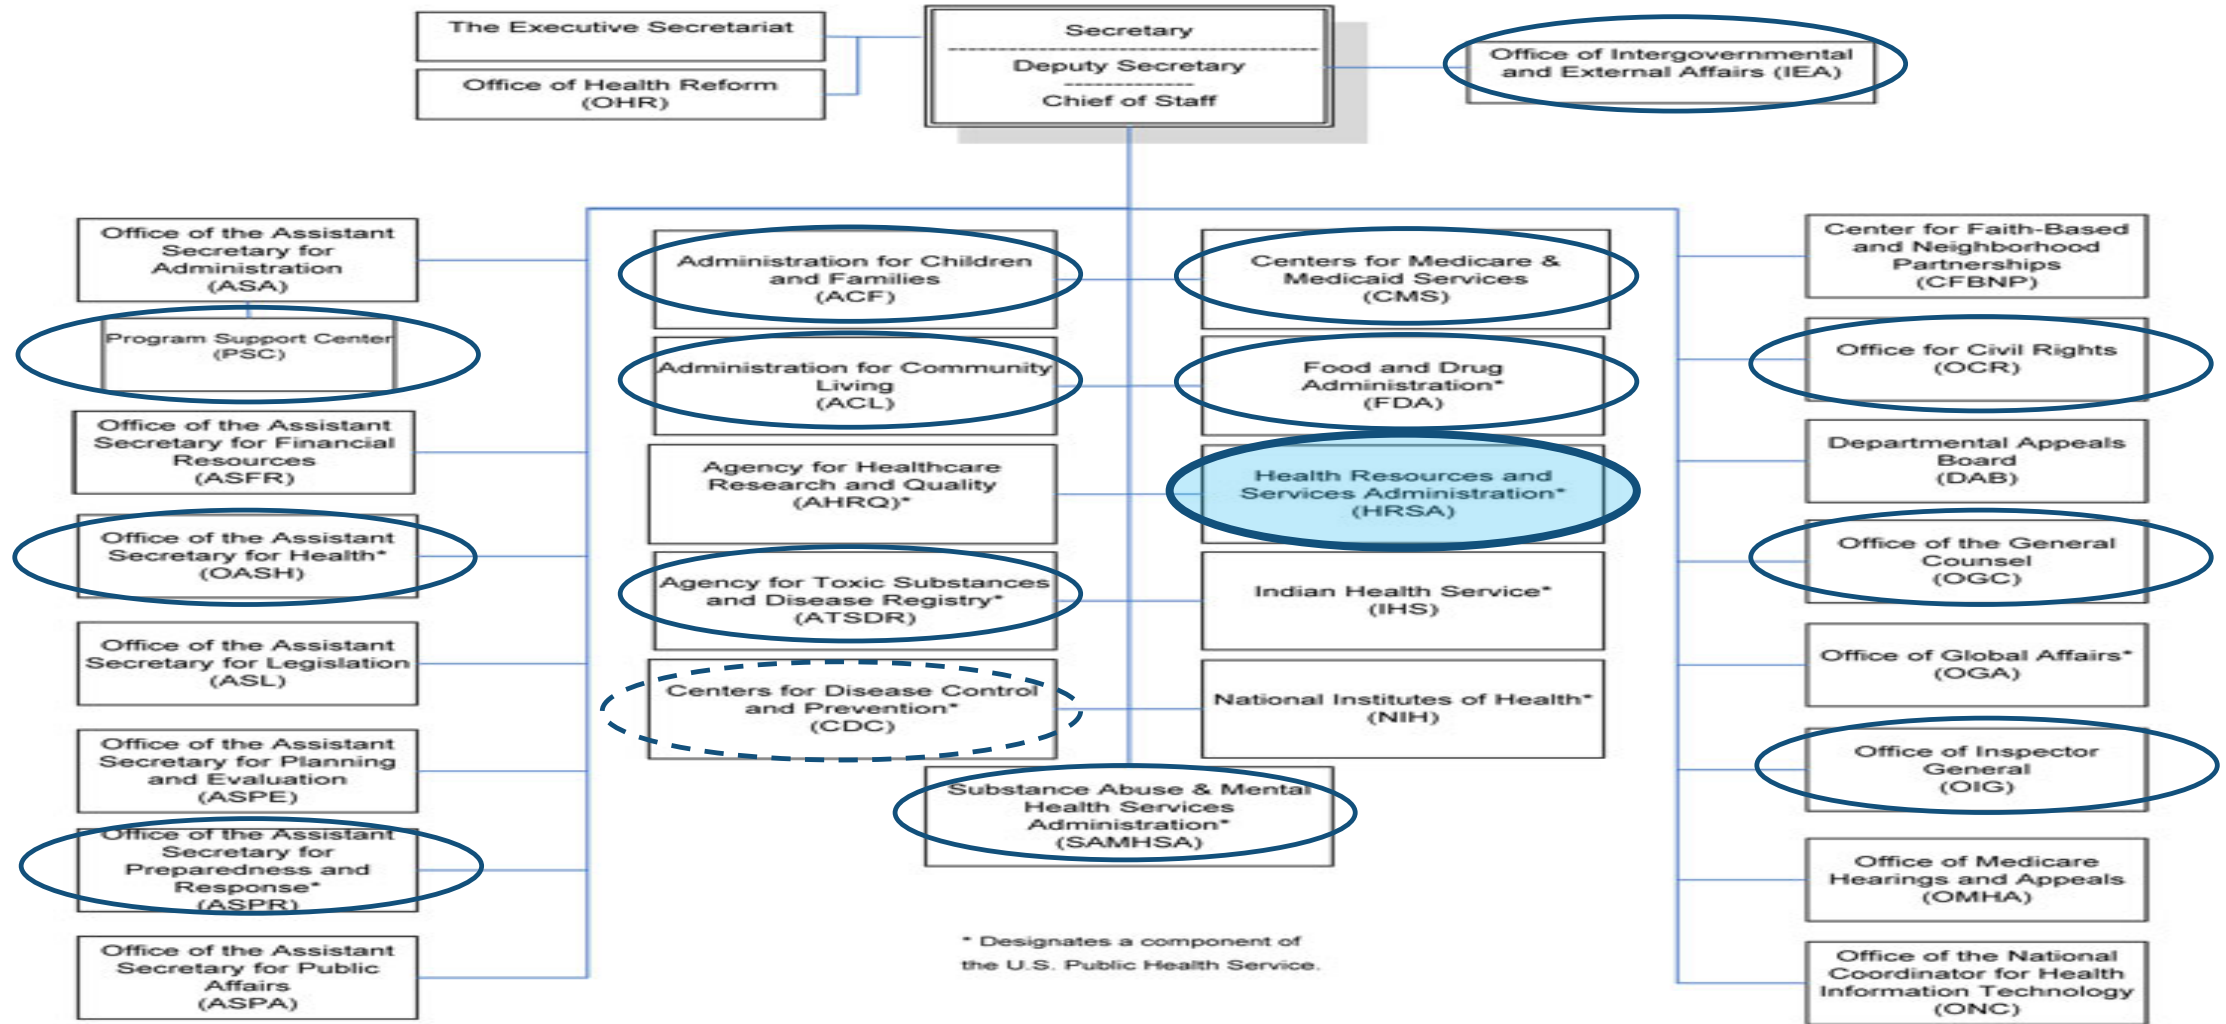 The Executive Secretariat
Office of Health Reform
(OHR)
Secretary
Deputy Secretary
Chief of Staff
Office of Intergovernmental
and External Affairs (IEA)
Office of the Assistant
Secretary for
Administration
(ASA)
Program Support Center
(PSC)
Office of the Assistant
Secretary for Financial
Resources
(ASFR)
Office of the Assistant
Secretary for Health*
(OASH)
Office of the Assistant
Secretary for Legislation
(ASL)
Office of the Assistant
Secretary for Planning
and Evaluation
(ASPE)
Office of the Assistant
Secretary for
Preparedness and
Response*
(ASPR)
Office of the Assistant
Secretary for Public
Affairs
(ASPA)
Administration for Children
and Families
(ACF)
Administration for Community
Living
(ACL)
Agency for Healthcare
Research and Quality
(AHRQ)*
Agency for Toxic Substances
and Disease Registry*
(ATSDR)
Centers for Disease Control
and Prevention*
(CDC)
Centers for Medicare &
Medicaid Services
(CMS)
Food and Drug
Administration*
(FDA)
Health Resources and
Services Administration*
(HRSA)
Indian Health Service*
(IHS)
National Institutes of Health*
(NIH)
Substance Abuse & Mental
Health Services
Administration*
(SAMHSA)
Center for Faith-Based
and Neighborhood
Partnerships
(CFBNP)
Office for Civil Rights
(OCR)
Departmental Appeals
Board
(DAB)
Office of the General
Counsel
(OGC)
Office of Global Affairs*
(OGA)
Office of Inspector
General
(OIG)
Office of Medicare
Hearings and Appeals
(OMHA)
Office of the National
Coordinator for Health
Information Technology
(ONC)
* Designates a component of
the U.S. Public Health Service.